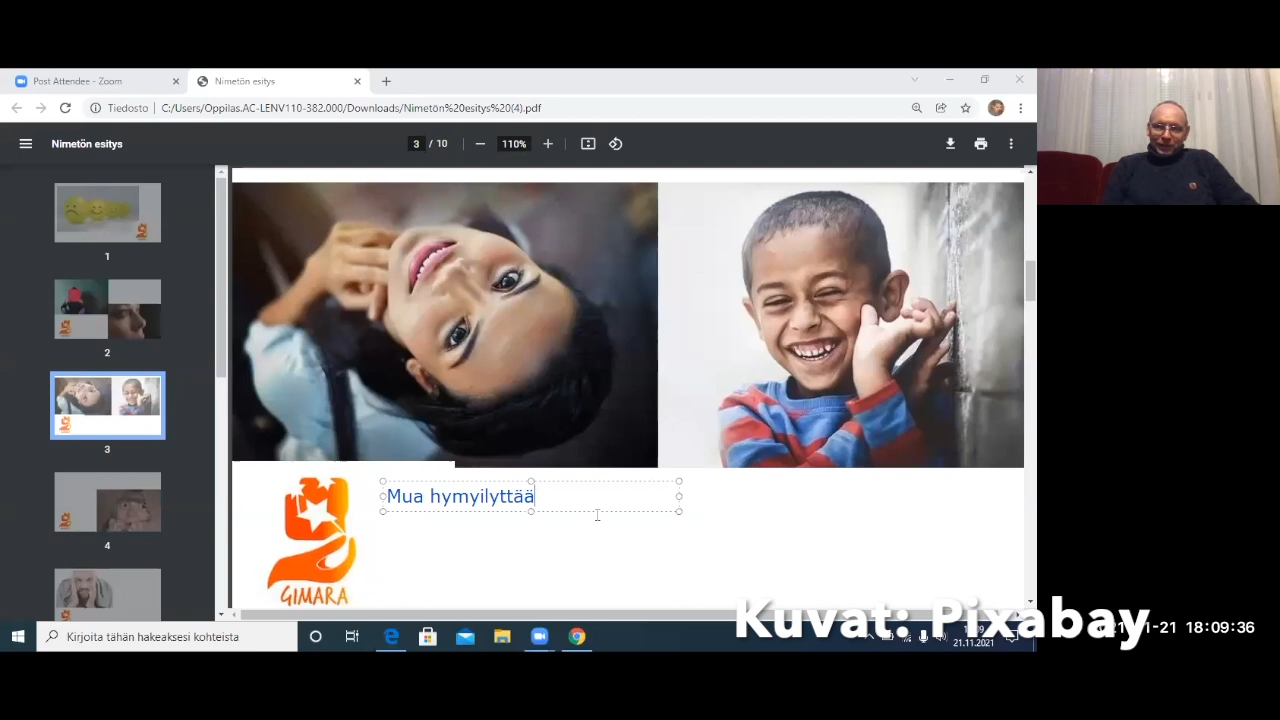 Post Attendee - Zoom
Nimetön esitys
Tiedosto
C:/Users/Oppilas.AC-LENV110-382.000/Downloads/Nimetön%20esitys%20(4).pdf
Nimetön esitys
3 / 10
110%
1
2
3
4
Mua hymyilyttää
GIMARA
Kirjoita tähän hakeaksesi kohteista
21.11.2021
Kuvat: Pixabay
1-21 18:09:36